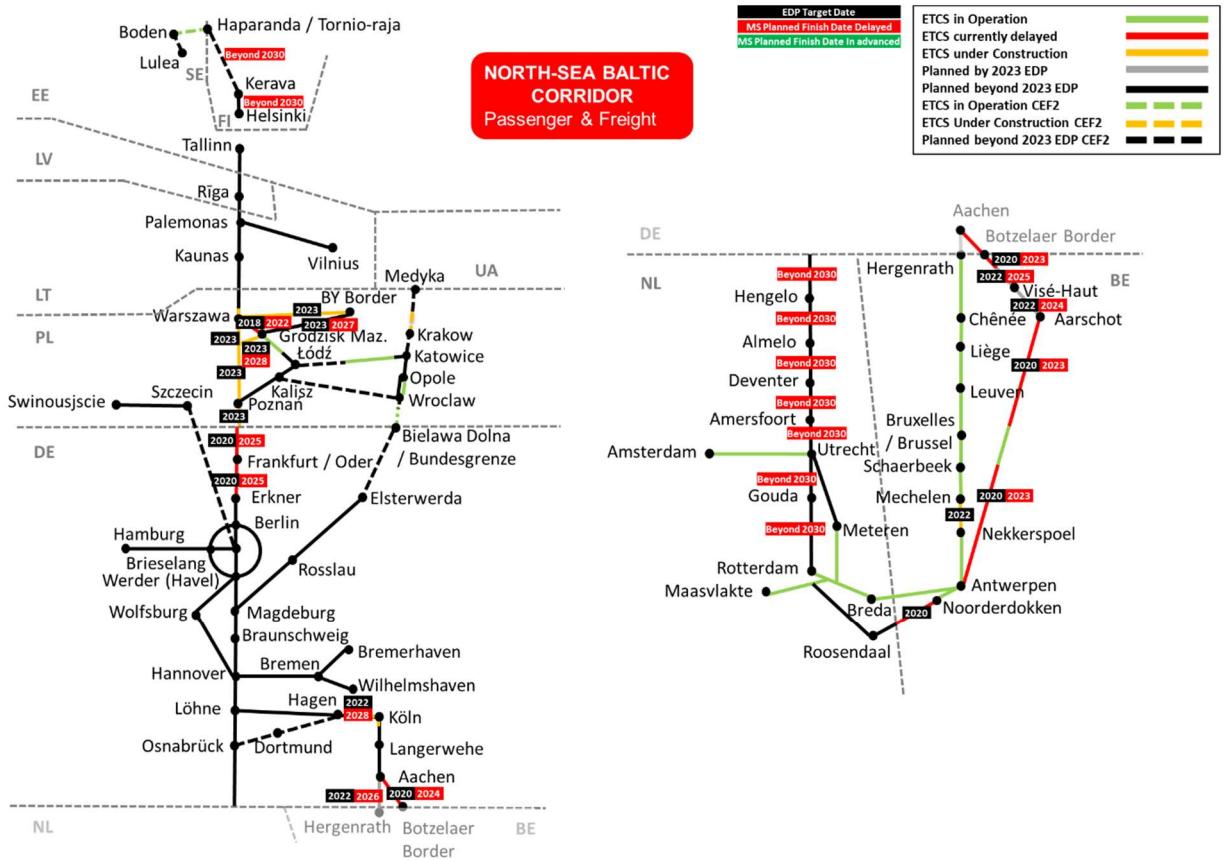 EDP Target Date
MS Planned Finish Date Delayed
MS Planned Finish Date In advanced
ETCS in Operation
ETCS currently delayed
ETCS under Construction
Planned by 2023 EDP
Planned beyond 2023 EDP
ETCS in Operation CEF2
ETCS Under Construction CEF2
Planned beyond 2023 EDP CEF2
NORTH-SEA BALTIC
CORRIDOR
Passenger & Freight
Haparanda / Tornio-raja
Boden
Lulea
Beyond 2030
SE
Kerava
Beyond 2030
Helsinki
FI
EE
Tallinn
LV
Rīga
Palemonas
Kaunas
Vilnius
Medyka
UA
LT
BY Border
2023
Warszawa
2018 2022
2023 2027
PL
2023
Grodzisk Maz.
Krakow
2023
2028
Łódź
Katowice
2023
Kalisz
Opole
Szczecin
Swinousjscie
Poznań
Wroclaw
2023
DE
2020 2025
Bielawa Dolna
/ Bundesgrenze
Frankfurt / Oder
2020 2025
Erkner
Elsterwerda
Berlin
Hamburg
Brieselang
Werder (Havel)
Rosslau
Wolfsburg
Magdeburg
Braunschweig
Hannover
Bremen
Bremerhaven
Wilhelmshaven
Hagen
2022
2028
Löhne
Köln
Osnabrück
Dortmund
Langerwehe
Aachen
2022 2026
2020 2024
NL
Hergenrath
Botzelaer
Border
BE
Aachen
DE
Botzelaer Border
NL
Hergenrath
2020 2023
BE
Beyond 2030
2022 2025
Hengelo
Visé-Haut
2022 2024
Beyond 2030
Chênée
Aarschot
Almelo
Liège
Beyond 2030
2020 2023
Deventer
Leuven
Beyond 2030
Amersfoort
Bruxelles
/ Brussel
Beyond 2030
Amsterdam
Utrecht
Schaerbeek
Beyond 2030
Gouda
Mechelen
2020 2023
2022
Beyond 2030
Meteren
Nekkerspoel
Rotterdam
Maasvlakte
Antwerpen
Breda
Noorderdokken
2020
Roosendaal